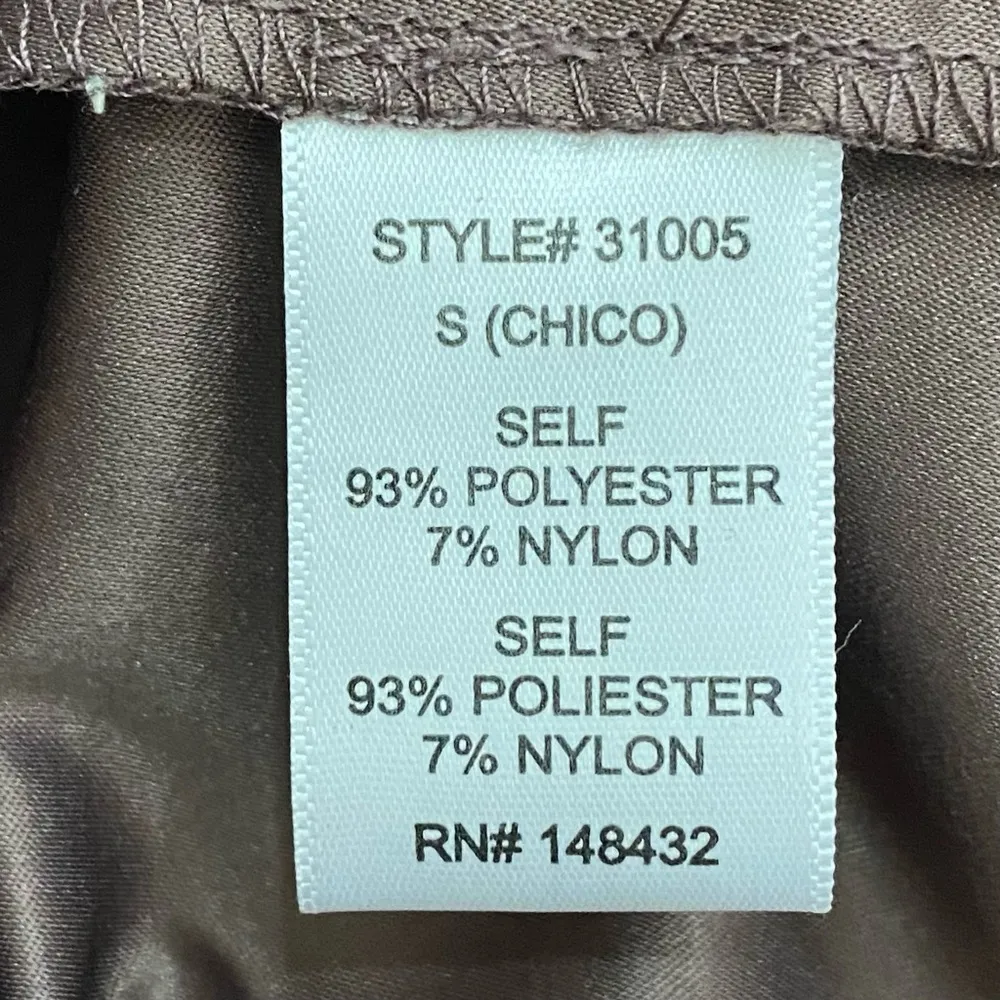 STYLE# 31005
S (CHICO)
SELF
93% POLYESTER
7% NYLON
SELF
93% POLIESTER
7% NYLON
RN# 148432